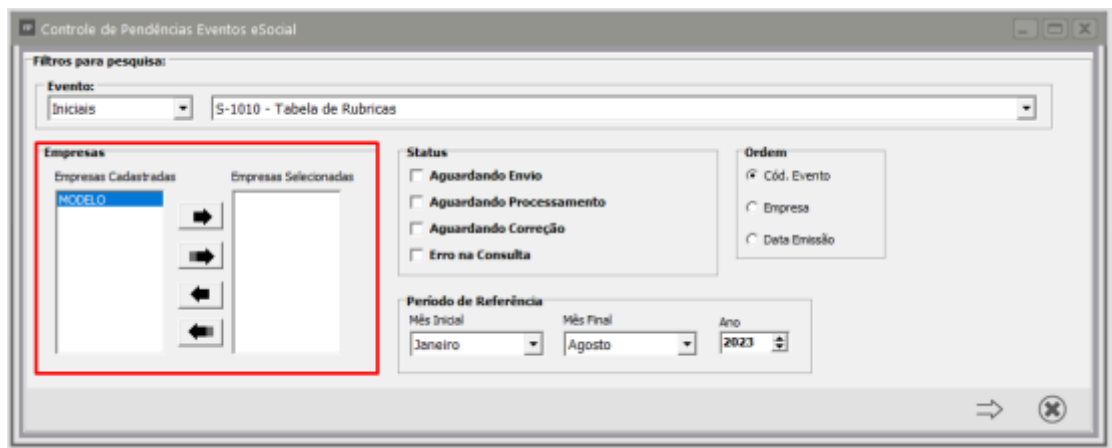 Controle de Pendências Eventos eSocial
Filtros para pesquisa:
Evento:
Iniciais
S-1010 - Tabela de Rubricas
Empresas
Empresas Cadastradas
Empresas Selecionadas
MODELO
Status
Aguardando Envio
Aguardando Processamento
Aguardando Correção
Erro na Consulta
Ordem
Cód. Evento
Empresa
Data Emissão
Período de Referência
Mês Inicial
Mês Final
Ano
Janeiro
Agosto
2023